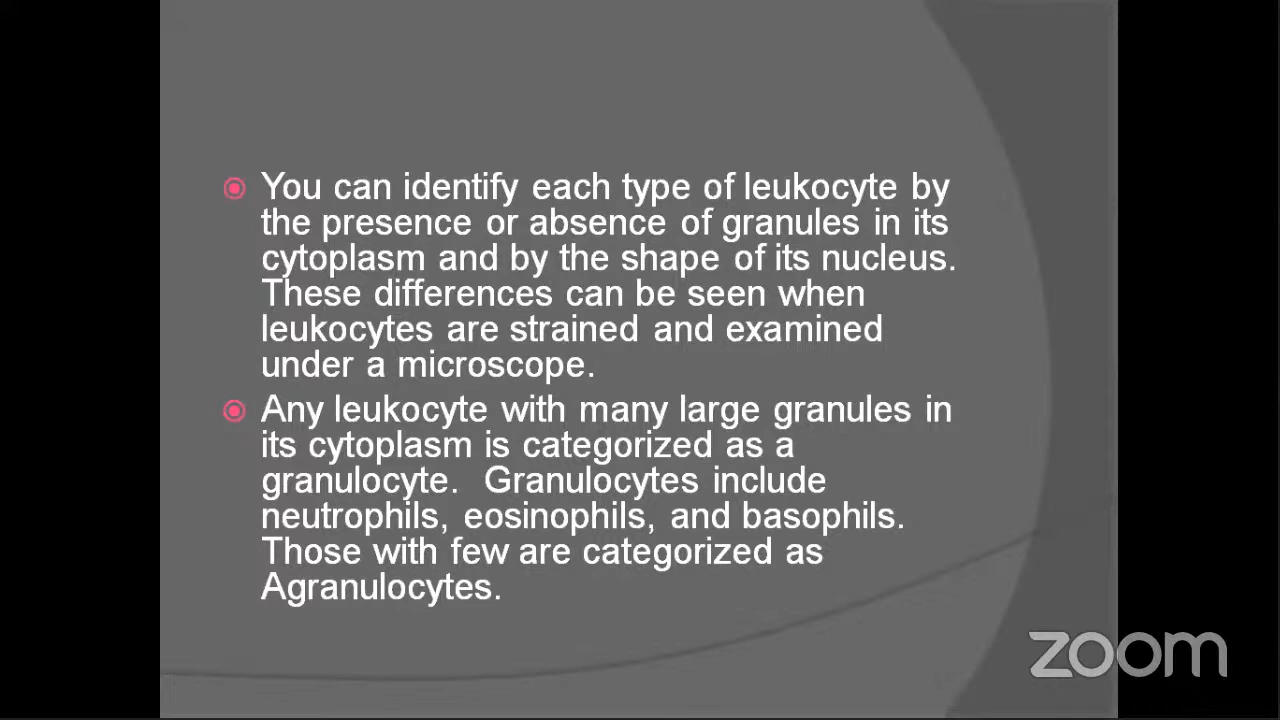 You can identify each type of leukocyte by
the presence or absence of granules in its
cytoplasm and by the shape of its nucleus.
These differences can be seen when
leukocytes are strained and examined
under a microscope.
Any leukocyte with many large granules in
its cytoplasm is categorized as a
granulocyte.  Granulocytes include
neutrophils, eosinophils, and basophils.
Those with few are categorized as
Agranulocytes.
zoom